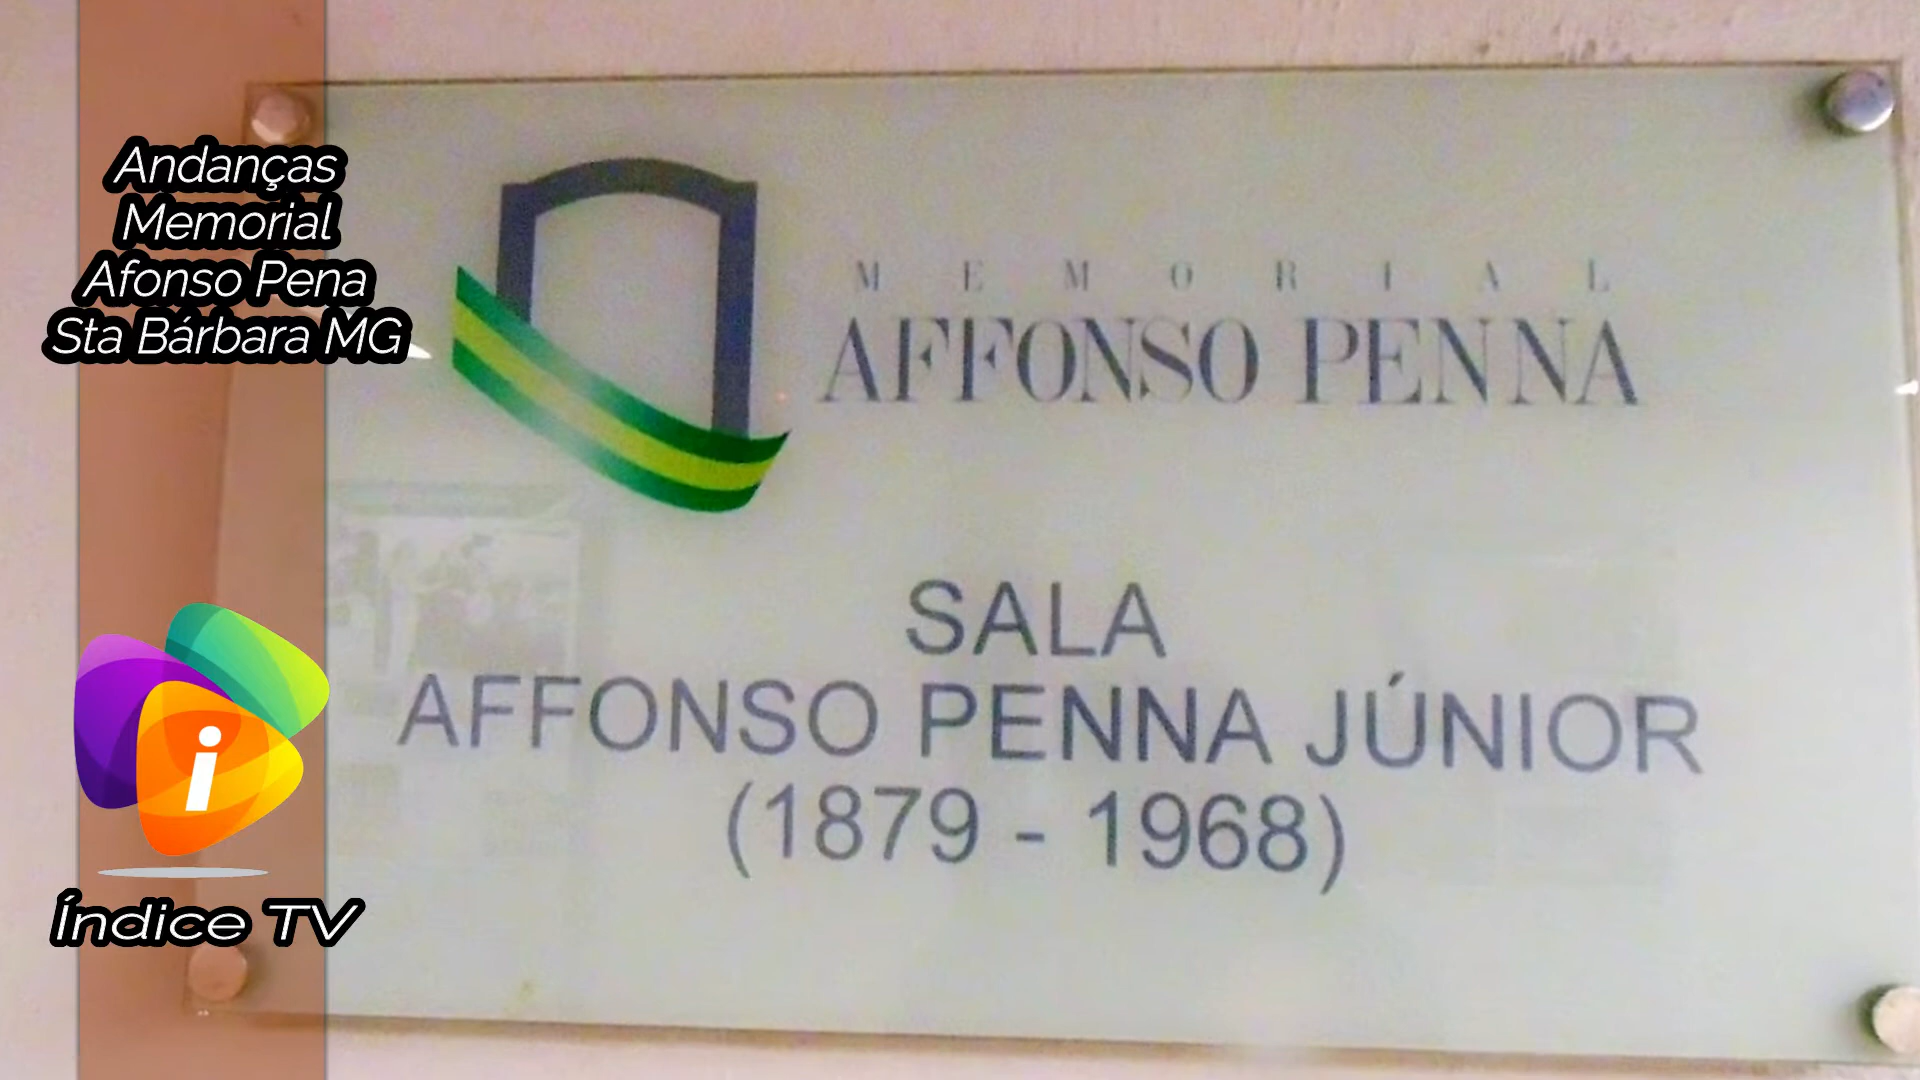 Andanças
Memorial
Afonso Pena
Sta Bárbara MG
MEMORIAL
AFFONSO PENNA
SALA
AFFONSO PENNA JÚNIOR
(1879 - 1968)
i
Índice TV